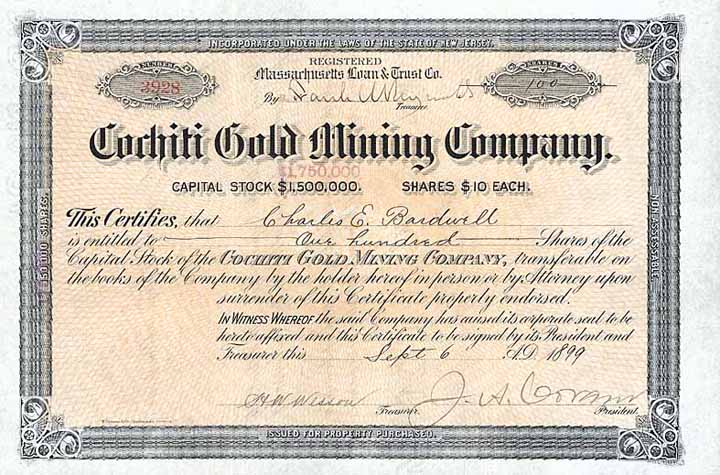 INCORPORATED UNDER THE LAWS OF THE STATE OF NEW JERSEY.
NUMBER
3928
REGISTERED
Massachusetts Loan & Trust Co.
By
Treasurer
SHARES
100
Cochiti Gold Mining Company.
$1,750,000
CAPITAL STOCK $1,500,000. SHARES $10 EACH.
This Certifies, that Charles E. Bardwell
is entitled to One hundred Shares of the
Capital Stock of the COCHITI GOLD MINING COMPANY, transferable on
the books of the Company by the holder hereof in person or by Attorney upon
surrender of this Certificate properly endorsed.
IN WITNESS WHEREOF the said Company has caused its corporate seal to be
hereto affixed and this Certificate to be signed by its President and
Treasurer this Sept 6 A.D. 1899
H W Wesson Treasurer. J. A. President.
ISSUED FOR PROPERTY PURCHASED.
SHARES.
NONASSESSABLE